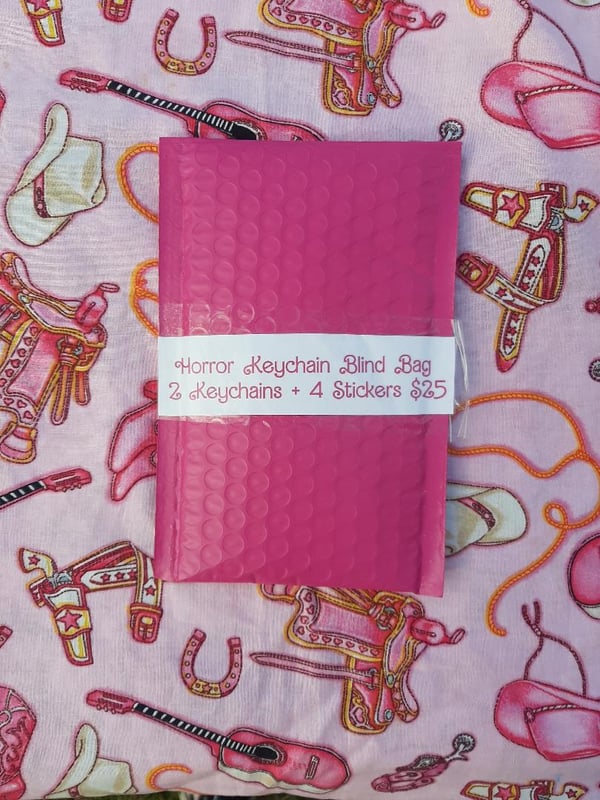 Horror Keychain Blind Bag
2 Keychains + 4 Stickers $25